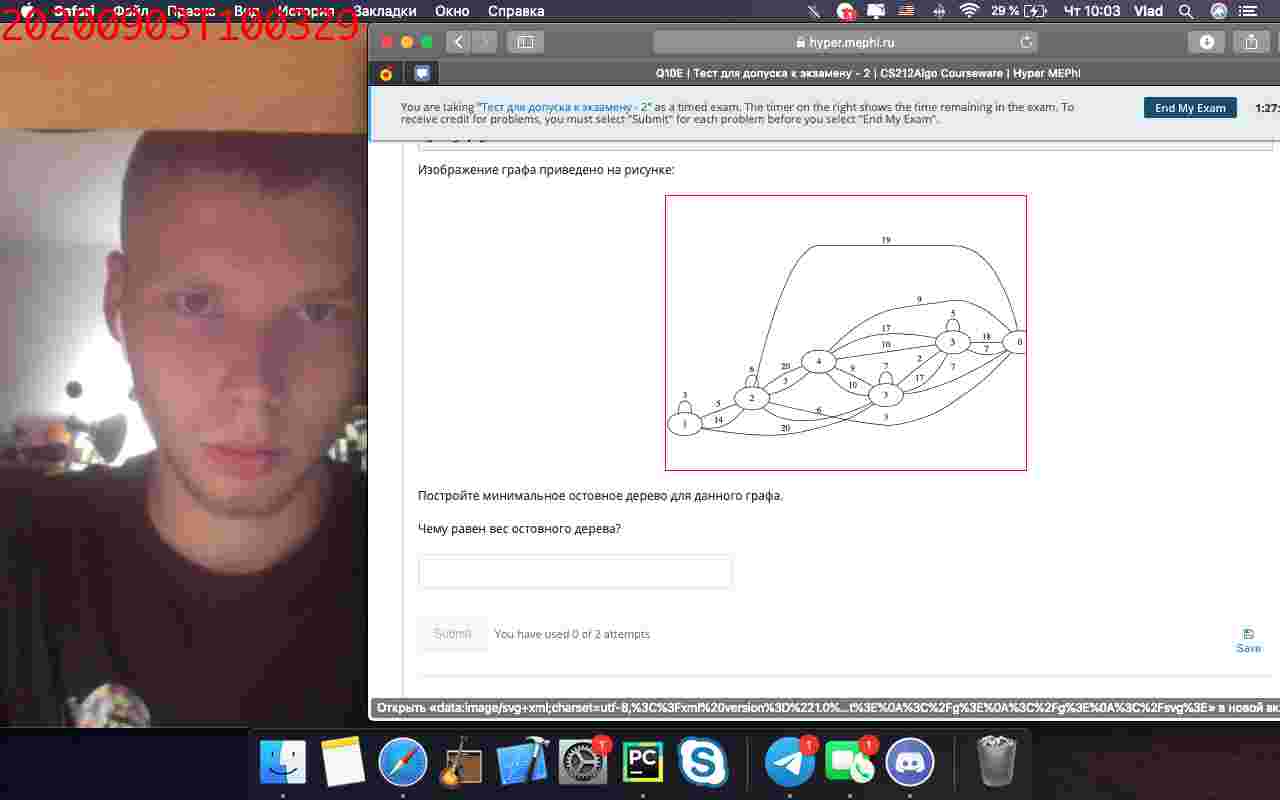 Safari Файл Правка Вид История Закладки Окно Справка 29 % Чт 10:03 Vlad
20200903T100329
hyper.mephi.ru
Q10E | Тест для допуска к экзамену - 2 | CS212Algo Courseware | Hyper MEPhI
You are taking "Тест для допуска к экзамену - 2" as a timed exam. The timer on the right shows the time remaining in the exam. To
receive credit for problems, you must select "Submit" for each problem before you select "End My Exam".
End My Exam
1:27:
Изображение графа приведено на рисунке:
19
9
5
17
18
10
5
6
7
20
4
9
2
7
6
7
3
10
17
2
3
5
6
3
14
1
20
Постройте минимальное остовное дерево для данного графа.
Чему равен вес остовного дерева?
Submit
You have used 0 of 2 attempts
Save
Открыть «data:image/svg+xml;charset=utf-8,%3C%3Fxml%20version%3D%221.0%...t%3E%0A%3C%2Fg%3E%0A%3C%2Fg%3E%0A%3C%2Fsvg%3E» в новой вк
1
PC
1
1